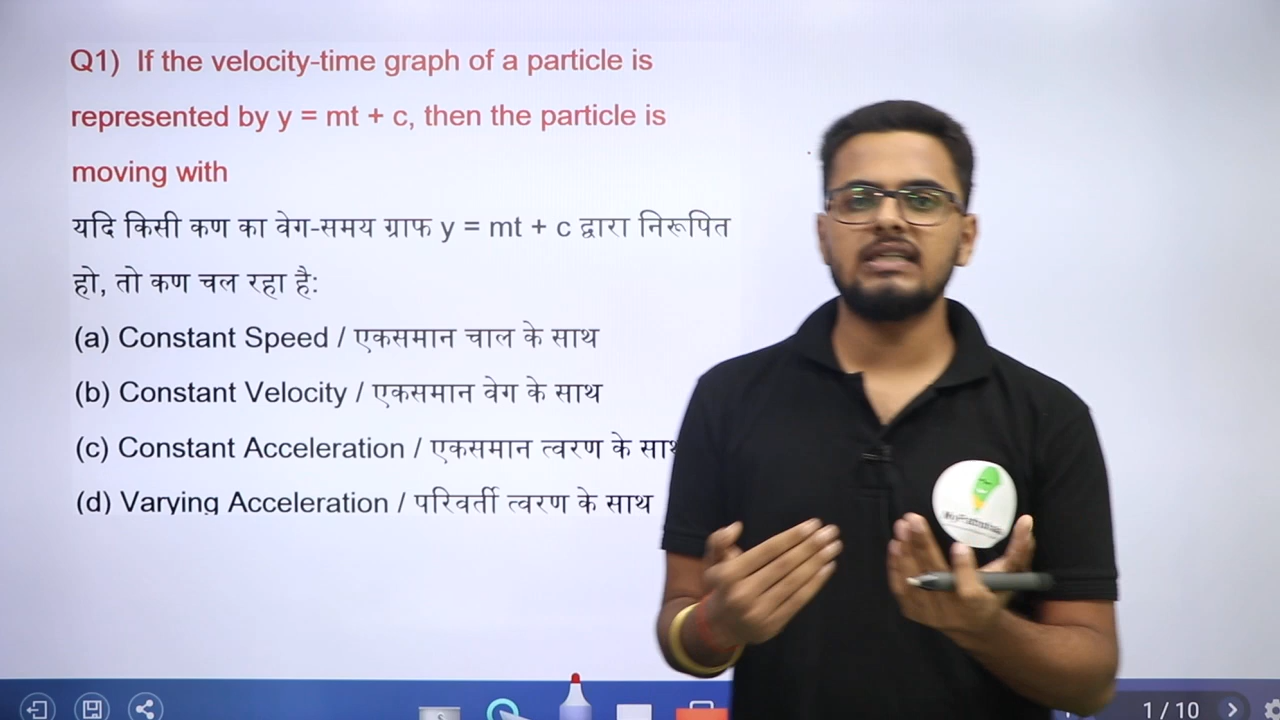 Q1) If the velocity-time graph of a particle is
represented by y = mt + c, then the particle is
moving with
यदि किसी कण का वेग-समय ग्राफ y = mt + c द्वारा निरूपित
हो, तो कण चल रहा है:
(a) Constant Speed / एकसमान चाल के साथ
(b) Constant Velocity / एकसमान वेग के साथ
(c) Constant Acceleration / एकसमान त्वरण के साथ
(d) Varying Acceleration / परिवर्ती त्वरण के साथ
1 / 10